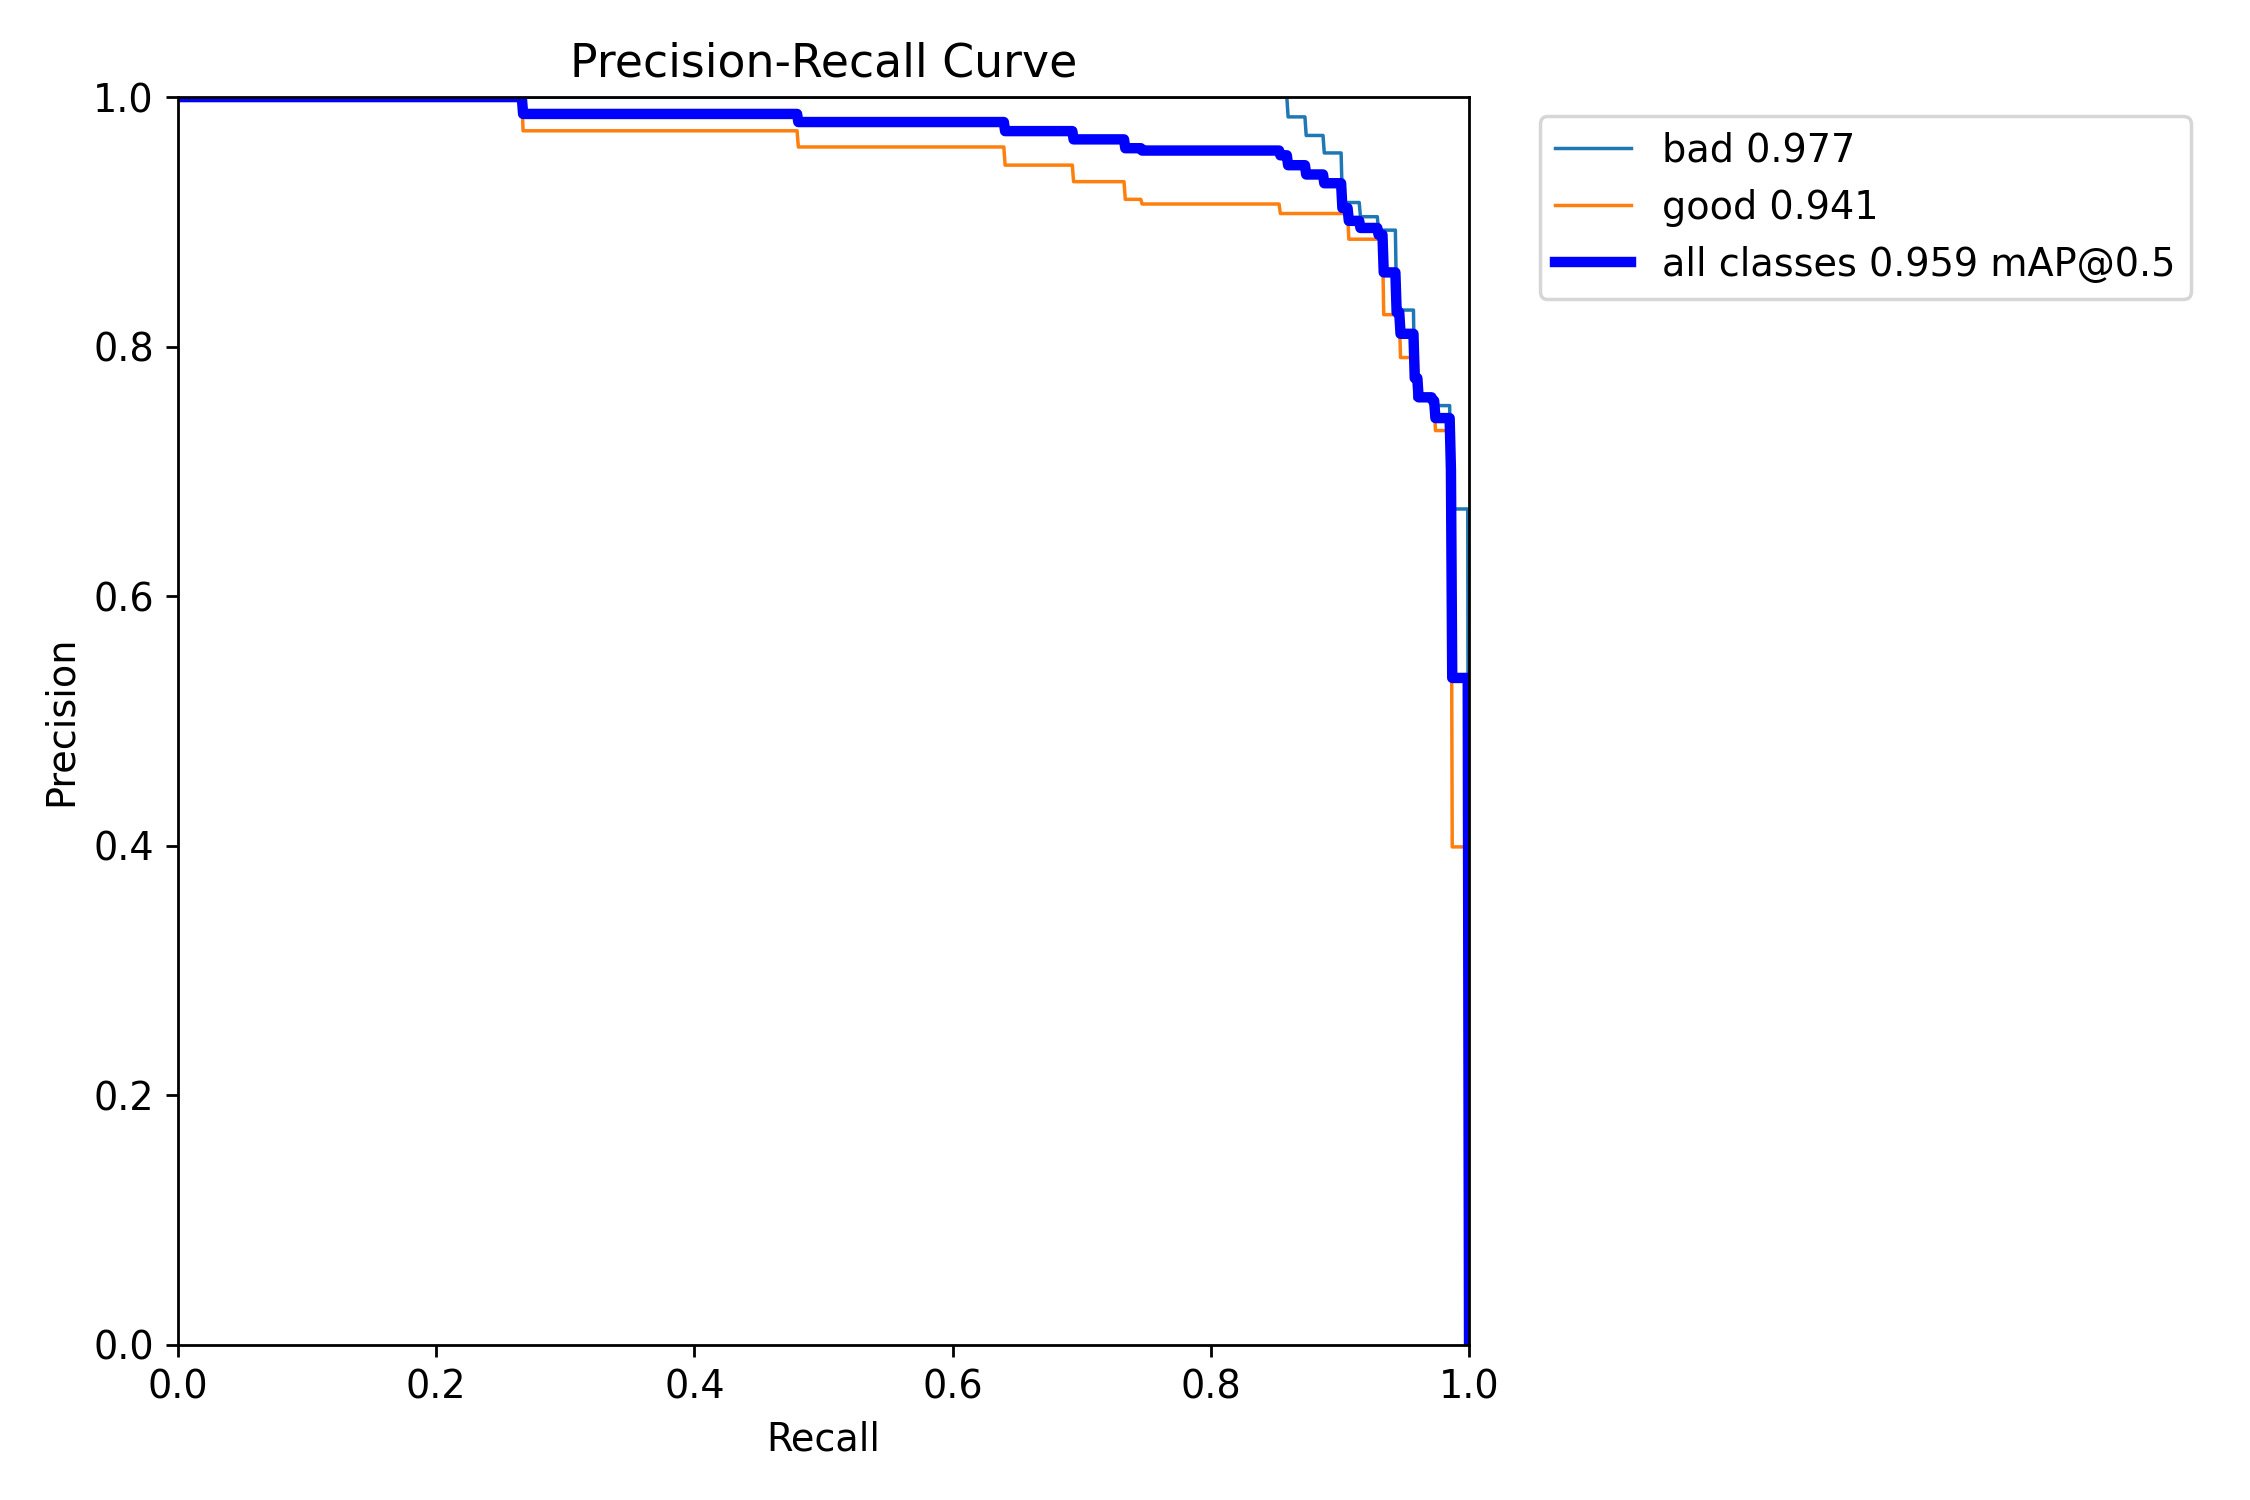 Precision-Recall Curve
1.0
0.8
0.6
0.4
0.2
0.0
Precision
0.0 0.2 0.4 0.6 0.8 1.0
Recall
bad 0.977
good 0.941
all classes 0.959 mAP@0.5